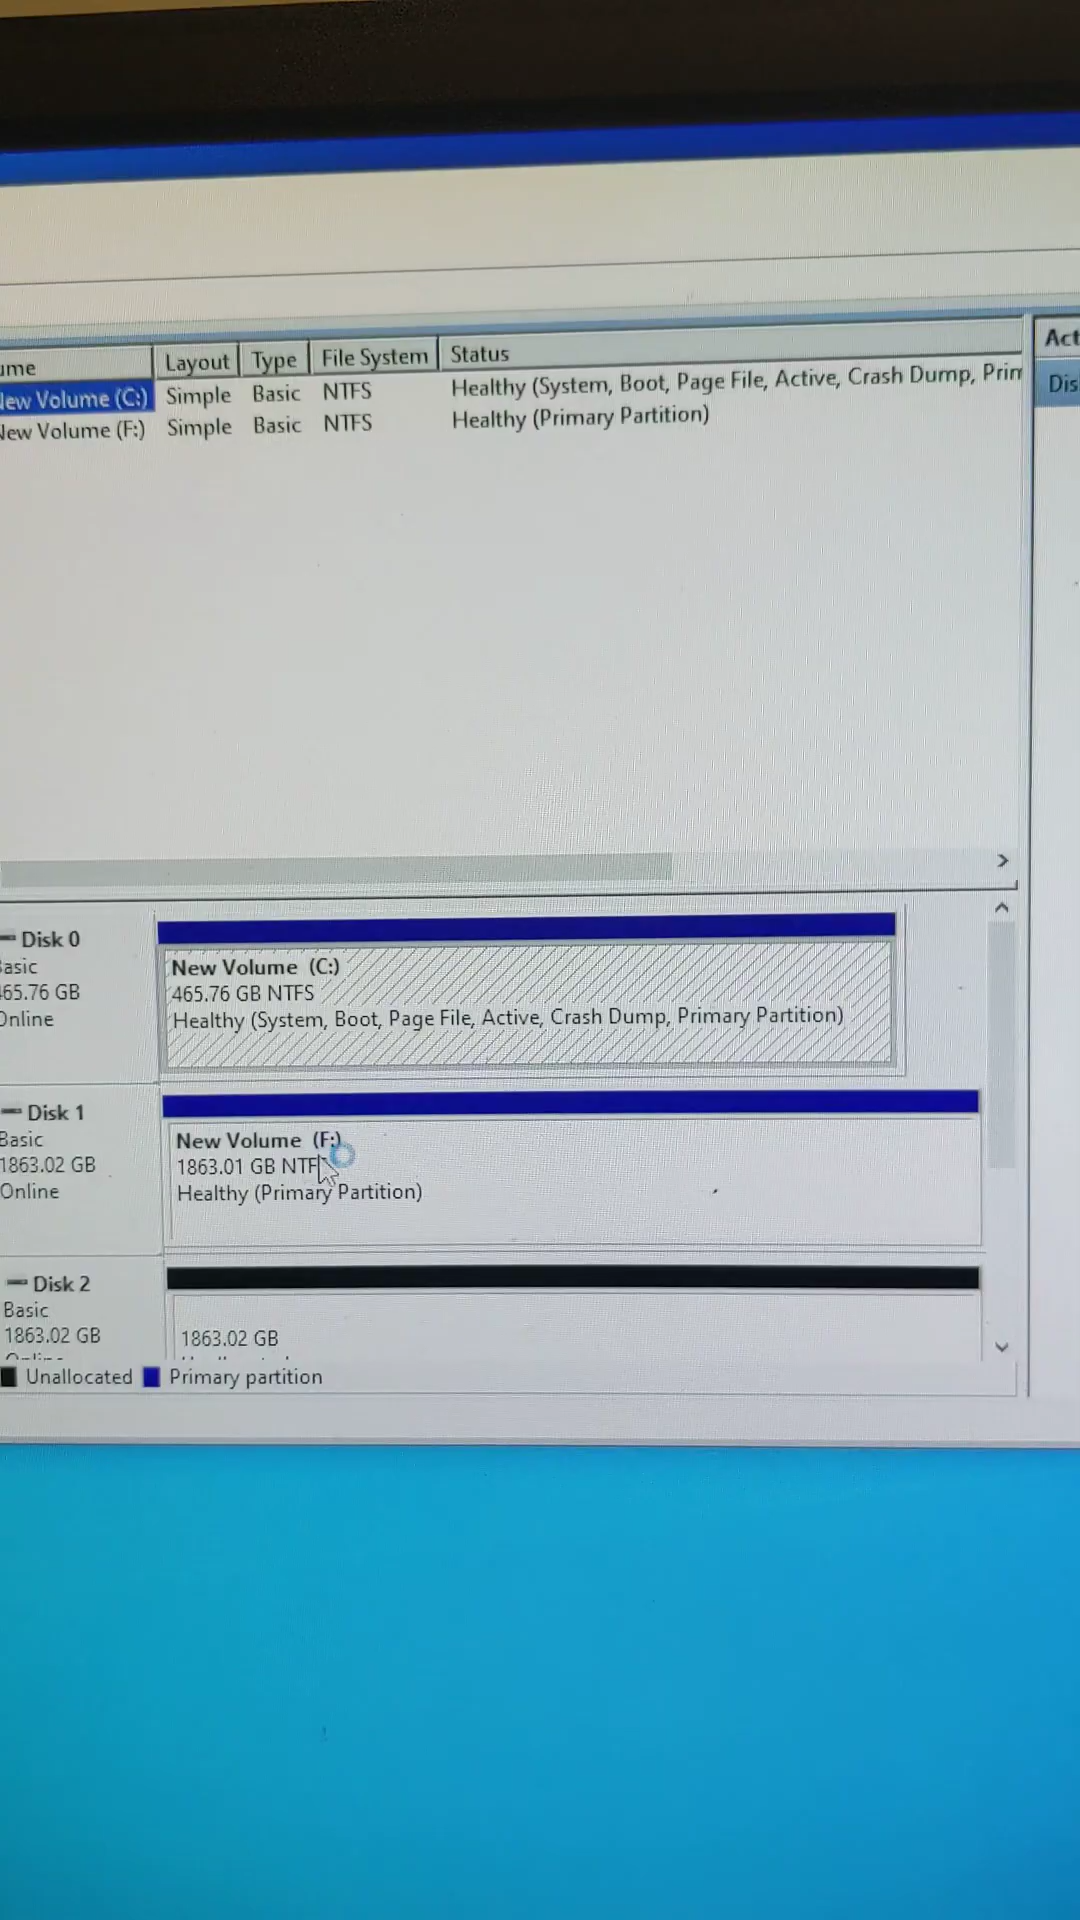 ume Layout Type File System Status
New Volume (C:) Simple Basic NTFS Healthy (System, Boot, Page File, Active, Crash Dump, Prin
New Volume (F:) Simple Basic NTFS Healthy (Primary Partition)
Act
Dis
Disk 0
asic
465.76 GB
Online
New Volume (C:)
465.76 GB NTFS
Healthy (System, Boot, Page File, Active, Crash Dump, Primary Partition)
Disk 1
Basic
1863.02 GB
Online
New Volume (F:)
1863.01 GB NTF
Healthy (Primary Partition)
Disk 2
Basic
1863.02 GB
1863.02 GB
Unallocated Primary partition